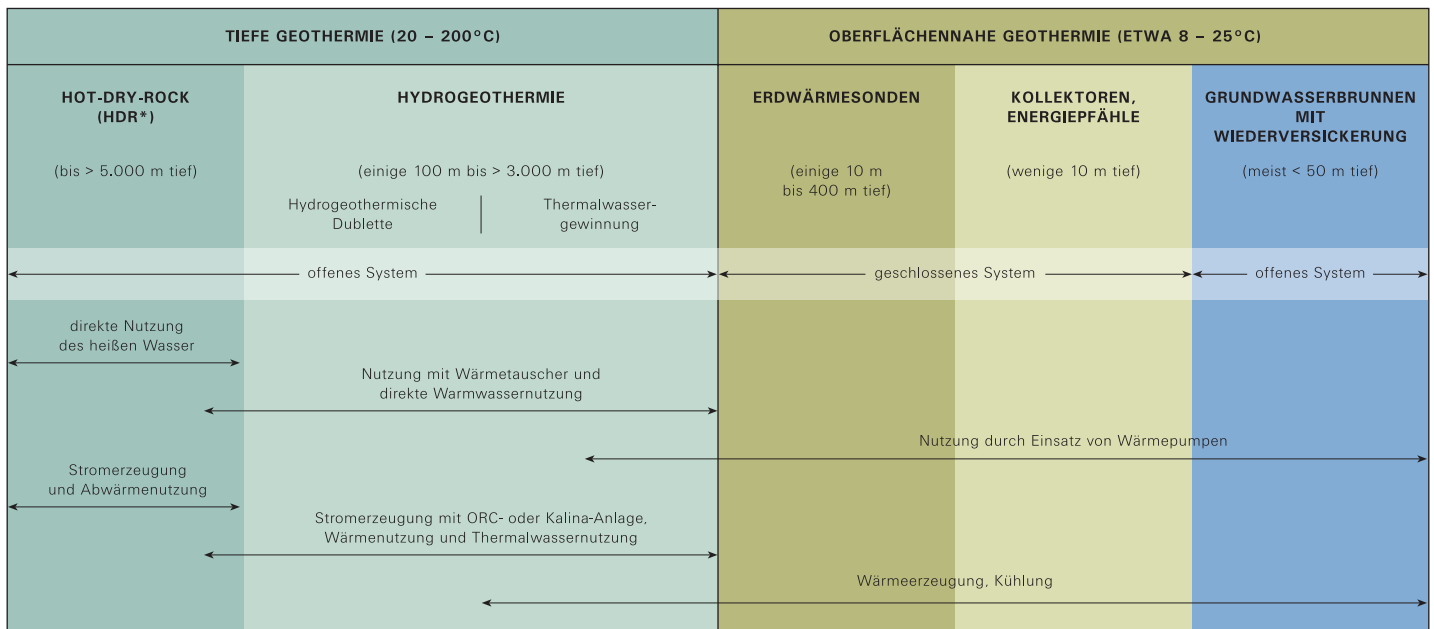 TIEFE GEOTHERMIE (20 – 200°C)
OBERFLÄCHENNAHE GEOTHERMIE (ETWA 8 – 25°C)
HOT-DRY-ROCK
(HDR*)
(bis > 5.000 m tief)
HYDROGEOTHERMIE
(einige 100 m bis > 3.000 m tief)
Hydrogeothermische
Dublette
Thermalwasser-
gewinnung
ERDWÄRMESONDEN
(einige 10 m
bis 400 m tief)
KOLLEKTOREN,
ENERGIEPFÄHLE
(wenige 10 m tief)
GRUNDWASSERBRUNNEN
MIT
WIEDERVERSICKERUNG
(meist < 50 m tief)
offenes System
geschlossenes System
offenes System
direkte Nutzung
des heißen Wasser
Nutzung mit Wärmetauscher und
direkte Warmwassernutzung
Nutzung durch Einsatz von Wärmepumpen
Stromerzeugung
und Abwärmenutzung
Stromerzeugung mit ORC- oder Kalina-Anlage,
Wärmenutzung und Thermalwassernutzung
Wärmeerzeugung, Kühlung